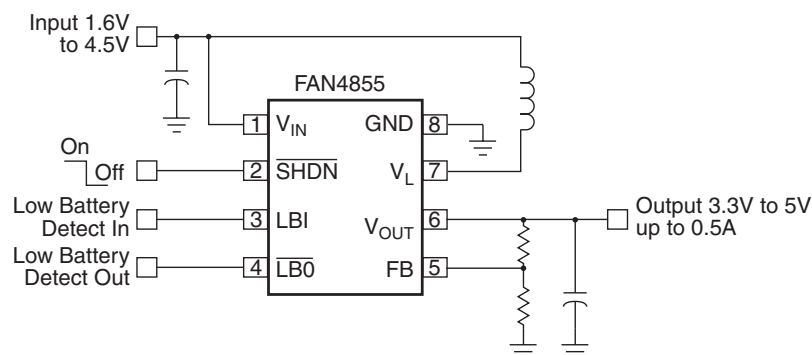 Input 1.6V
to 4.5V
FAN4855
1 VIN GND 8
On
Off
2 SHDN VL 7
Low Battery
Detect In
3 LBI VOUT 6
Output 3.3V to 5V
up to 0.5A
Low Battery
Detect Out
4 LB0 FB 5